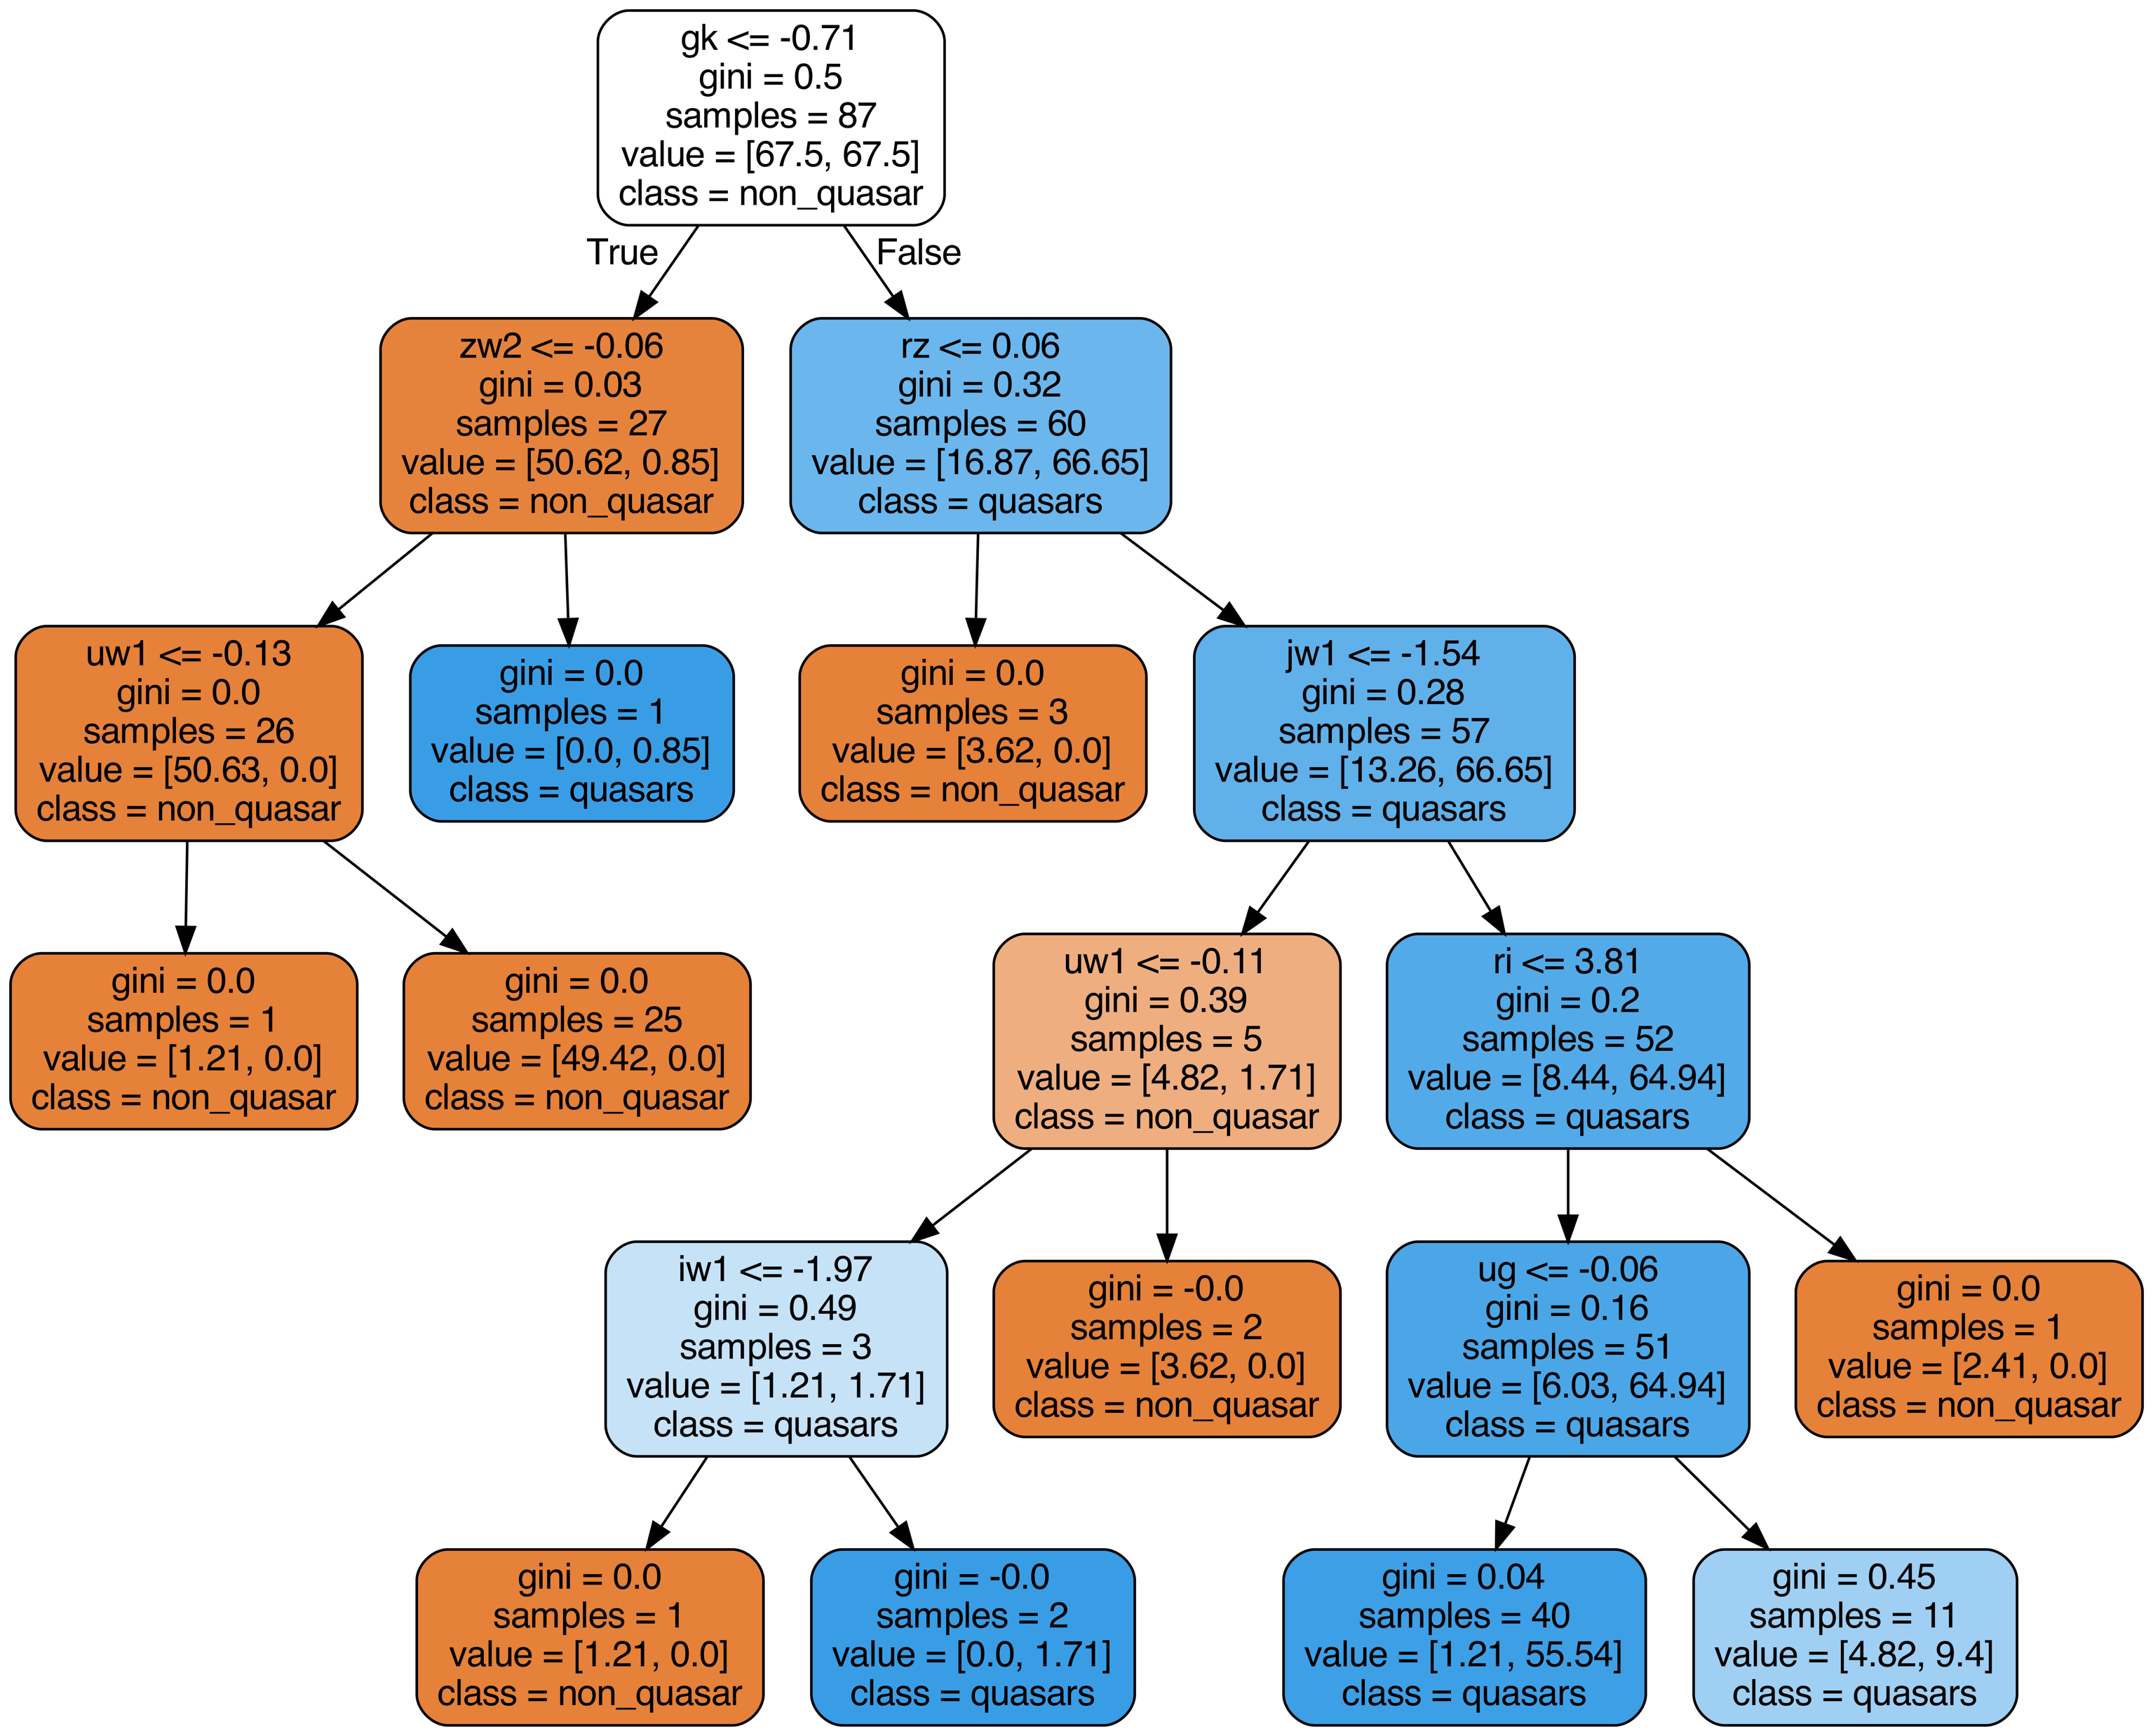 gk <= -0.71
gini = 0.5
samples = 87
value = [67.5, 67.5]
class = non_quasar
True
False
zw2 <= -0.06
gini = 0.03
samples = 27
value = [50.62, 0.85]
class = non_quasar
rz <= 0.06
gini = 0.32
samples = 60
value = [16.87, 66.65]
class = quasars
uw1 <= -0.13
gini = 0.0
samples = 26
value = [50.63, 0.0]
class = non_quasar
gini = 0.0
samples = 1
value = [0.0, 0.85]
class = quasars
gini = 0.0
samples = 3
value = [3.62, 0.0]
class = non_quasar
jw1 <= -1.54
gini = 0.28
samples = 57
value = [13.26, 66.65]
class = quasars
gini = 0.0
samples = 1
value = [1.21, 0.0]
class = non_quasar
gini = 0.0
samples = 25
value = [49.42, 0.0]
class = non_quasar
uw1 <= -0.11
gini = 0.39
samples = 5
value = [4.82, 1.71]
class = non_quasar
ri <= 3.81
gini = 0.2
samples = 52
value = [8.44, 64.94]
class = quasars
iw1 <= -1.97
gini = 0.49
samples = 3
value = [1.21, 1.71]
class = quasars
gini = -0.0
samples = 2
value = [3.62, 0.0]
class = non_quasar
ug <= -0.06
gini = 0.16
samples = 51
value = [6.03, 64.94]
class = quasars
gini = 0.0
samples = 1
value = [2.41, 0.0]
class = non_quasar
gini = 0.0
samples = 1
value = [1.21, 0.0]
class = non_quasar
gini = -0.0
samples = 2
value = [0.0, 1.71]
class = quasars
gini = 0.04
samples = 40
value = [1.21, 55.54]
class = quasars
gini = 0.45
samples = 11
value = [4.82, 9.4]
class = quasars